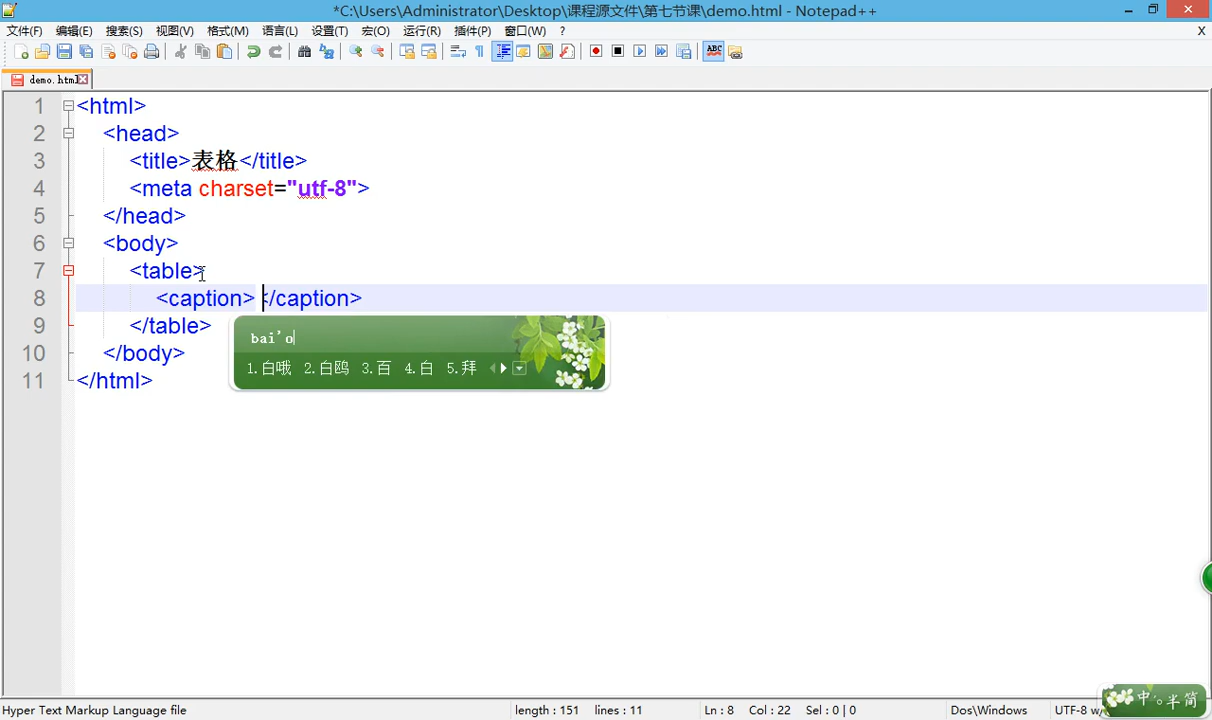 *C:\Users\Administrator\Desktop\课程源文件\第七节课\demo.html - Notepad++
文件(F) 编辑(E) 搜索(S) 视图(V) 格式(M) 语言(L) 设置(T) 宏(O) 运行(R) 插件(P) 窗口(W) ? X
ABC
demo.html
1 <html>
2 <head>
3 <title>表格</title>
4 <meta charset="utf-8">
5 </head>
6 <body>
7 <table>
8 <caption> </caption>
9 </table>
10 </body>
11 </html>
bai'o
1.白哦 2.白鸥 3.百 4.白 5.拜
中 半 简
Hyper Text Markup Language file length : 151 lines : 11 Ln : 8 Col : 22 Sel : 0 | 0 Dos\Windows UTF-8 w/